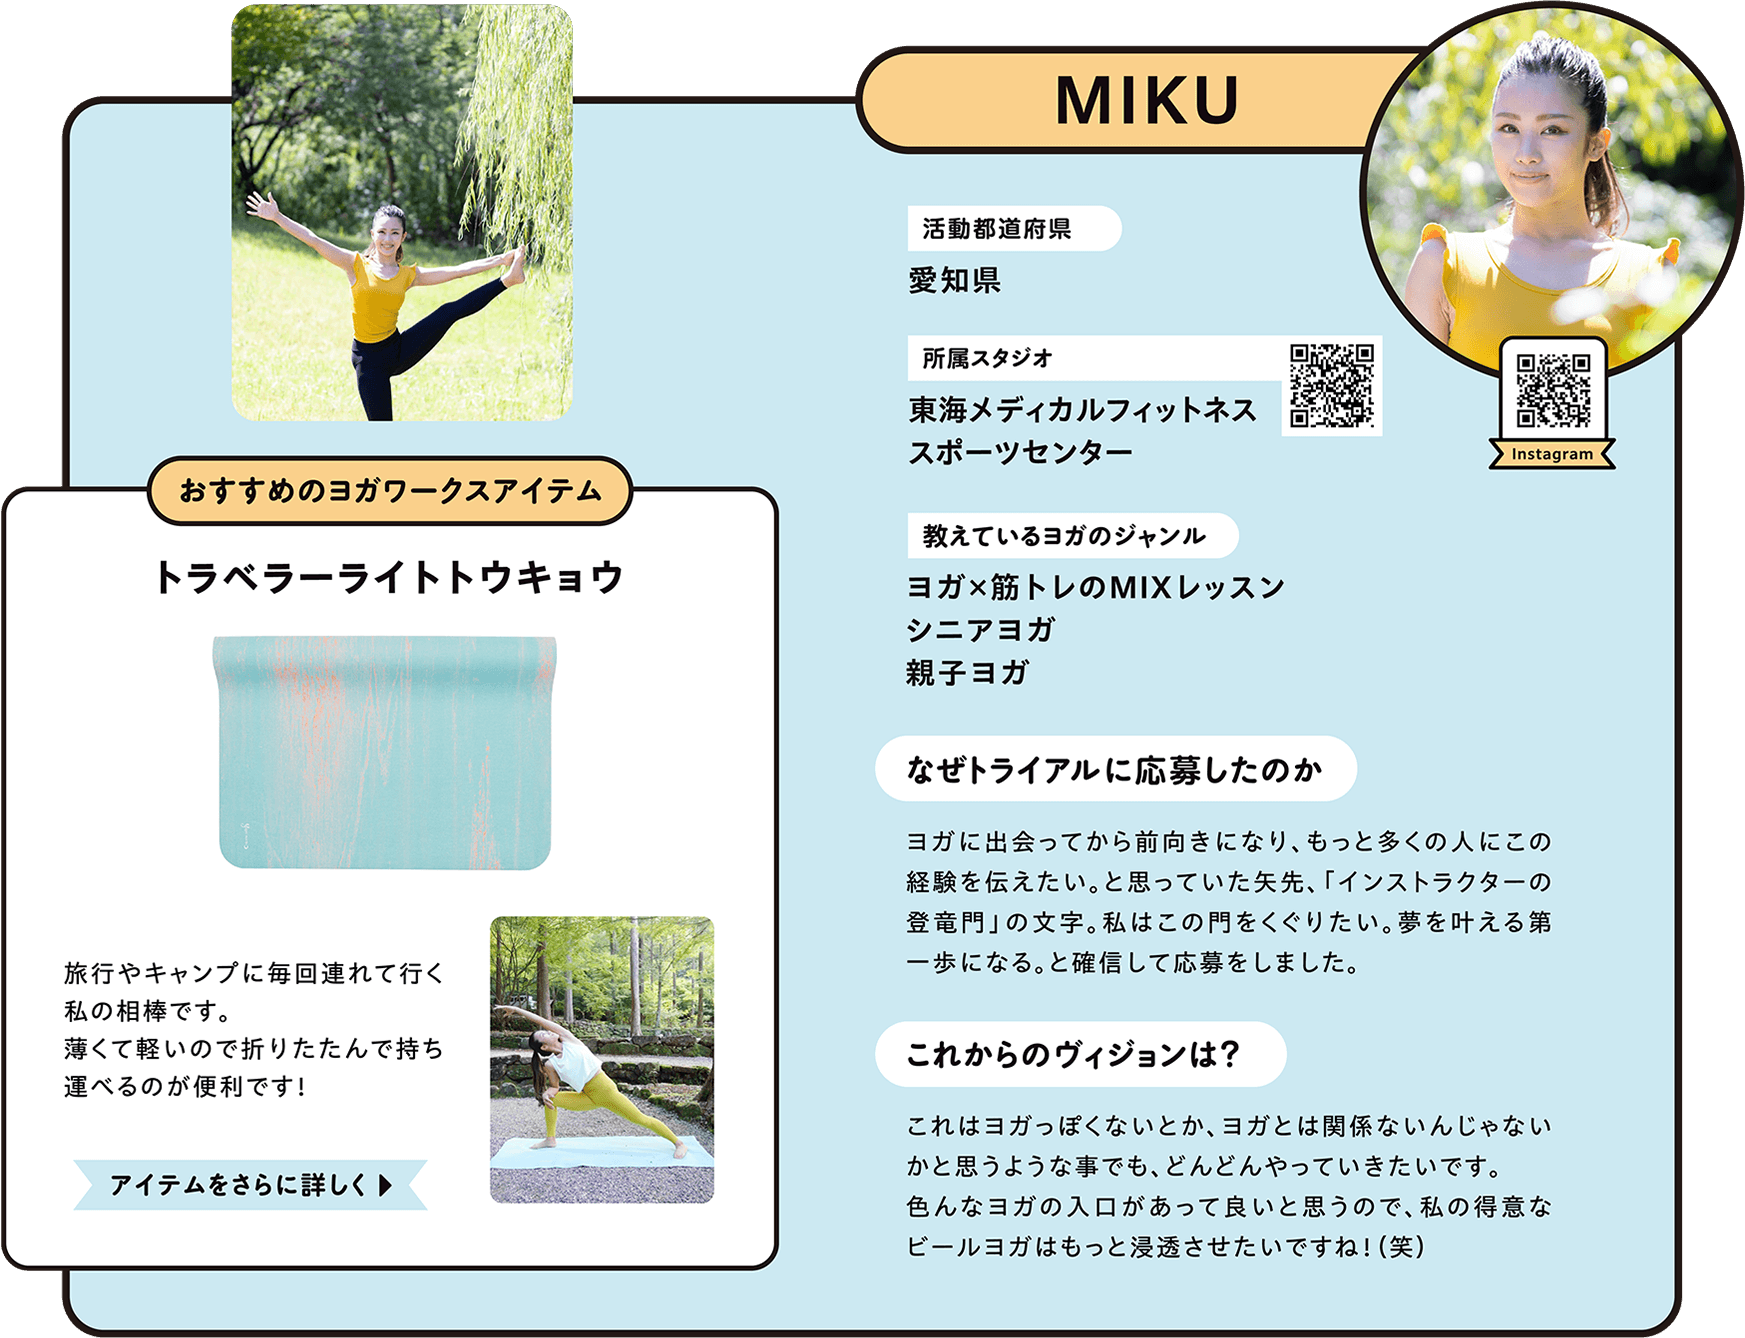 MIKU
活動都道府県
愛知県
所属スタジオ
東海メディカルフィットネス
スポーツセンター
Instagram
教えているヨガのジャンル
ヨガ×筋トレのMIXレッスン
シニアヨガ
親子ヨガ
なぜトライアルに応募したのか
ヨガに出会ってから前向きになり、もっと多くの人にこの
経験を伝えたい。と思っていた矢先、「インストラクターの
登竜門」の文字。私はこの門をくぐりたい。夢を叶える第
一歩になる。と確信して応募をしました。
これからのヴィジョンは？
これはヨガっぽくないとか、ヨガとは関係ないんじゃない
かと思うような事でも、どんどんやっていきたいです。
色んなヨガの入口があって良いと思うので、私の得意な
ビールヨガはもっと浸透させたいですね！（笑）
おすすめのヨガワークスアイテム
トラベラーライトトウキョウ
旅行やキャンプに毎回連れて行く
私の相棒です。
薄くて軽いので折りたたんで持ち
運べるのが便利です！
アイテムをさらに詳しく▶